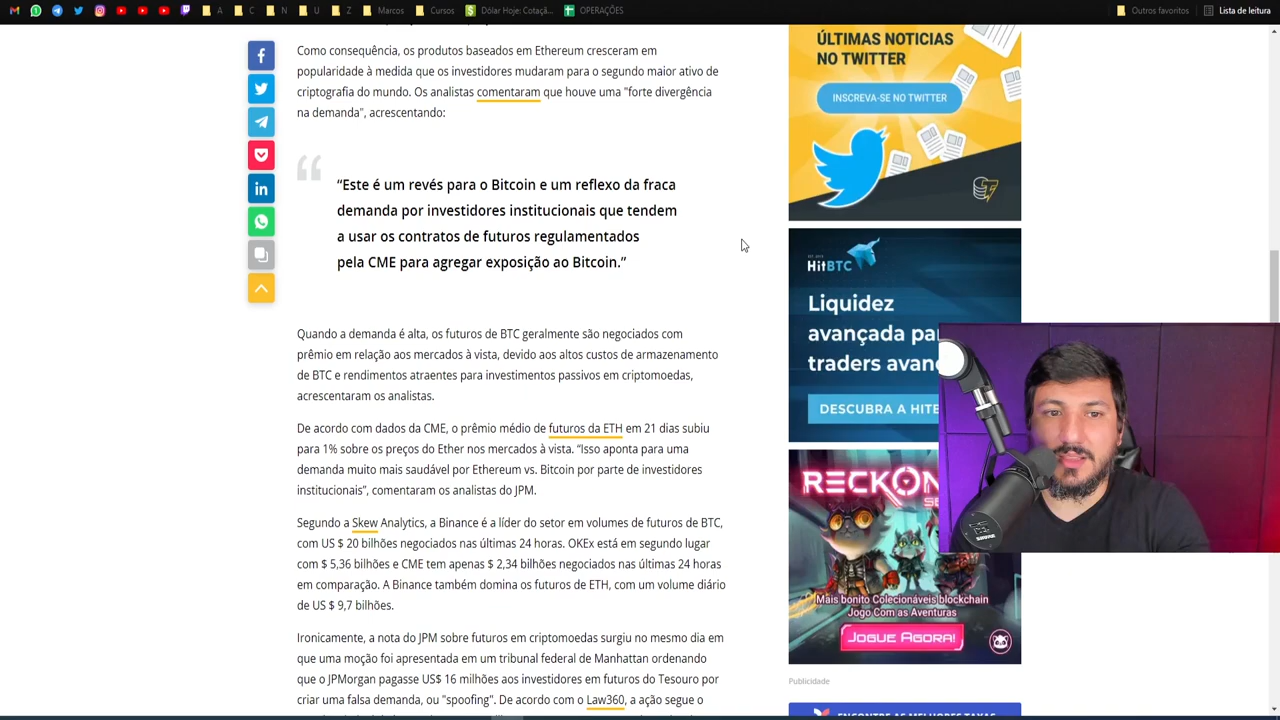 A
C
N
U
Z
Marcos
Cursos
Dólar Hoje: Cotaçã...
OPERAÇÕES
Outros favoritos
Lista de leitura
Como consequência, os produtos baseados em Ethereum cresceram em
popularidade à medida que os investidores mudaram para o segundo maior ativo de
criptografia do mundo. Os analistas comentaram que houve uma "forte divergência
na demanda", acrescentando:
“Este é um revés para o Bitcoin e um reflexo da fraca
demanda por investidores institucionais que tendem
a usar os contratos de futuros regulamentados
pela CME para agregar exposição ao Bitcoin.”
Quando a demanda é alta, os futuros de BTC geralmente são negociados com
prêmio em relação aos mercados à vista, devido aos altos custos de armazenamento
de BTC e rendimentos atraentes para investimentos passivos em criptomoedas,
acrescentaram os analistas.
De acordo com dados da CME, o prêmio médio de futuros da ETH em 21 dias subiu
para 1% sobre os preços do Ether nos mercados à vista. “Isso aponta para uma
demanda muito mais saudável por Ethereum vs. Bitcoin por parte de investidores
institucionais”, comentaram os analistas do JPM.
Segundo a Skew Analytics, a Binance é a líder do setor em volumes de futuros de BTC,
com US $ 20 bilhões negociados nas últimas 24 horas. OKEx está em segundo lugar
com $ 5,36 bilhões e CME tem apenas $ 2,34 bilhões negociados nas últimas 24 horas
em comparação. A Binance também domina os futuros de ETH, com um volume diário
de US $ 9,7 bilhões.
Ironicamente, a nota do JPM sobre futuros em criptomoedas surgiu no mesmo dia em
que uma moção foi apresentada em um tribunal federal de Manhattan ordenando
que o JPMorgan pagasse US$ 16 milhões aos investidores em futuros do Tesouro por
criar uma falsa demanda, ou "spoofing". De acordo com o Law360, a ação segue o
ÚLTIMAS NOTICIAS
NO TWITTER
INSCREVA-SE NO TWITTER
HitBTC
Liquidez
avançada pa
traders avan
DESCUBRA A HITB
RECKON
Mais bonito Colecionáveis blockchain
Jogo Com as Aventuras
JOGUE AGORA!
Publicidade
ENCONTRE AS MELHORES TAXAS
SHURE